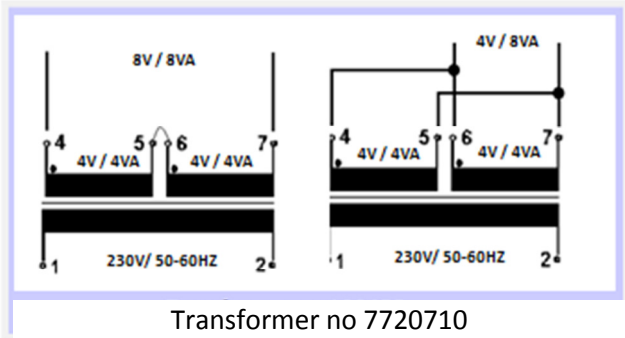 8V / 8VA
4 5 6 7
4V / 4VA 4V / 4VA
230V/ 50-60HZ
1 2
4V / 8VA
4 5 6 7
4V / 4VA 4V / 4VA
230V/ 50-60HZ
1 2
Transformer no 7720710